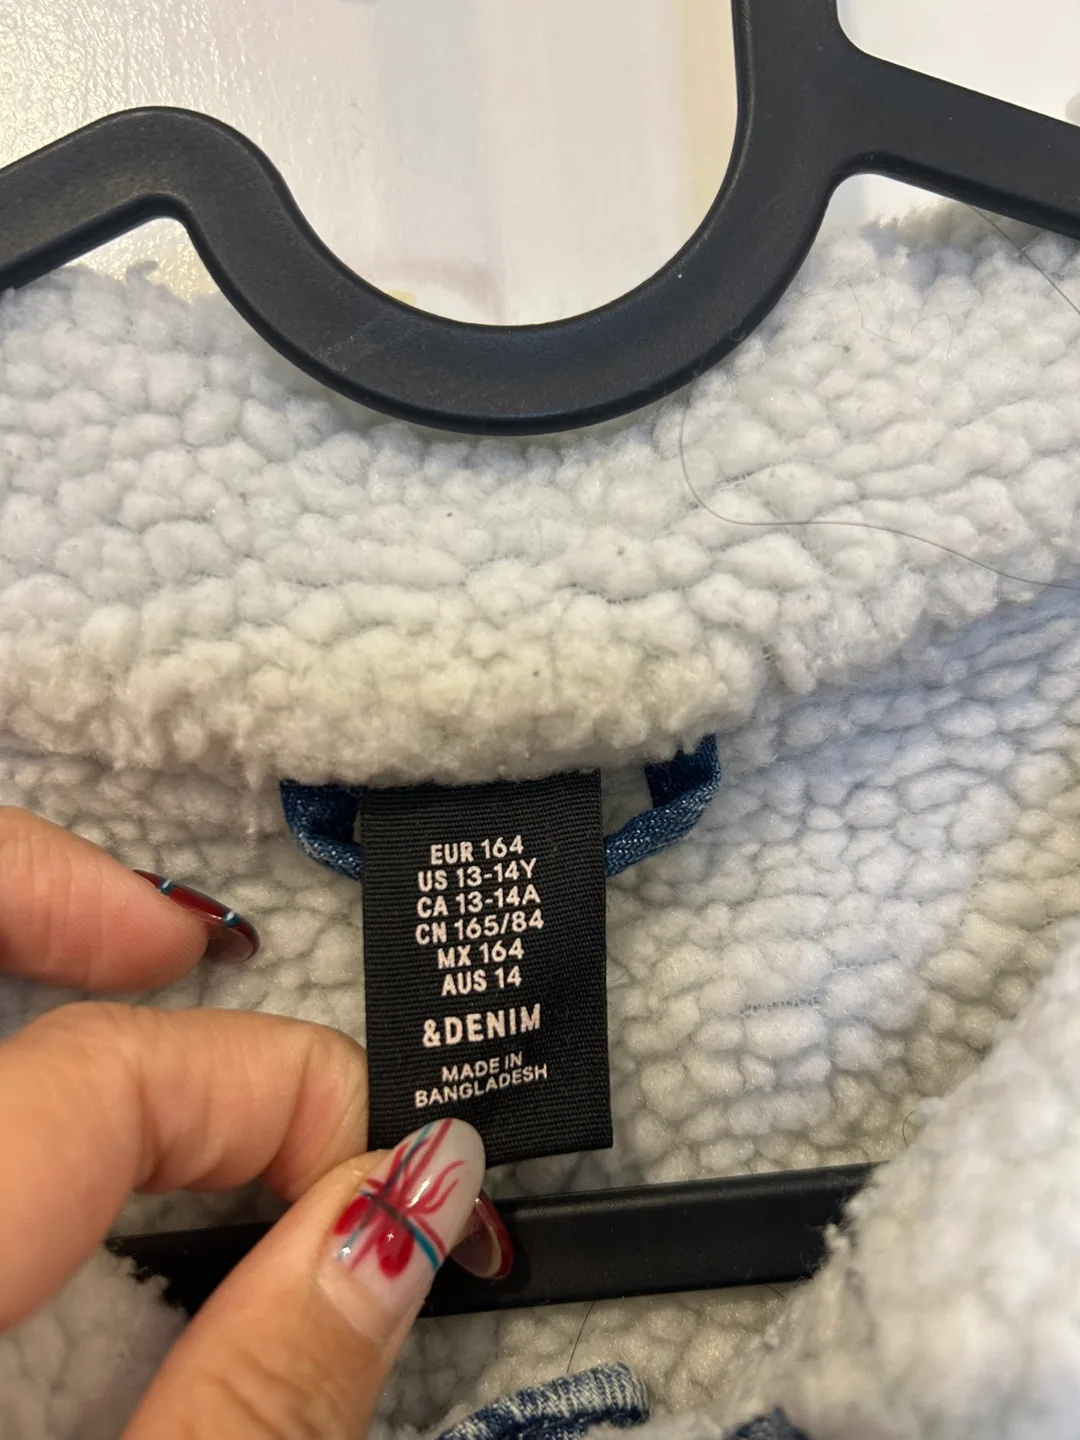 EUR 164
US 13-14Y
CA 13-14A
CN 165/84
MX 164
AUS 14
&DENIM
MADE IN
BANGLADESH